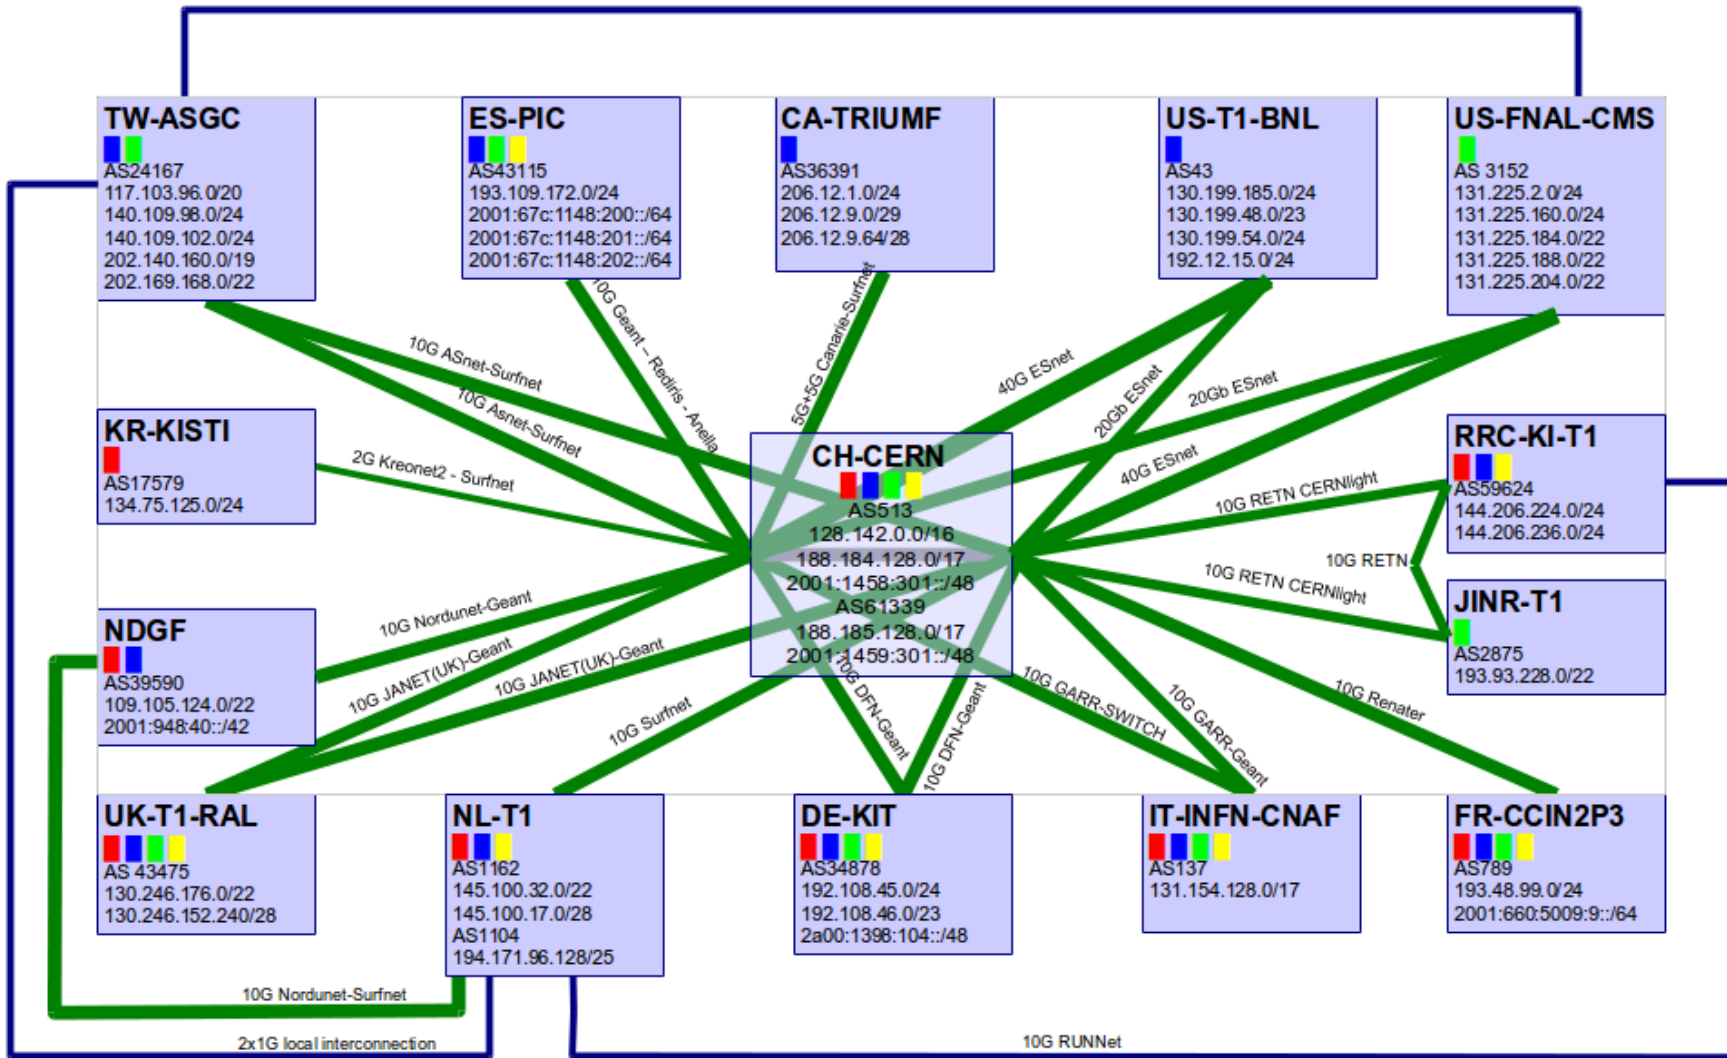 TW-ASGC
AS24167
117.103.96.0/20
140.109.98.0/24
140.109.102.0/24
202.140.160.0/19
202.169.168.0/22
ES-PIC
AS43115
193.109.172.0/24
2001:67c:1148:200::/64
2001:67c:1148:201::/64
2001:67c:1148:202::/64
CA-TRIUMF
AS36391
206.12.1.0/24
206.12.9.0/29
206.12.9.64/28
US-T1-BNL
AS43
130.199.185.0/24
130.199.48.0/23
130.199.54.0/24
192.12.15.0/24
US-FNAL-CMS
AS 3152
131.225.2.0/24
131.225.160.0/24
131.225.184.0/22
131.225.188.0/22
131.225.204.0/22
10G ASnet-Surfnet
10G Asnet-Surfnet
10G Geant – Rediris - Anella
5G+5G Canarie-Surfnet
40G ESnet
20Gb ESnet
20Gb ESnet
40G ESnet
KR-KISTI
AS17579
134.75.125.0/24
2G Kreonet2 - Surfnet
CH-CERN
AS513
128.142.0.0/16
188.184.128.0/17
2001:1458:301::/48
AS61339
188.185.128.0/17
2001:1459:301::/48
10G RETN CERNlight
RRC-KI-T1
AS59624
144.206.224.0/24
144.206.236.0/24
10G RETN
10G RETN CERNlight
JINR-T1
AS2875
193.93.228.0/22
NDGF
AS39590
109.105.124.0/22
2001:948:40::/42
10G Nordunet-Geant
10G JANET(UK)-Geant
10G JANET(UK)-Geant
10G Surfnet
10G DFN-Geant
10G DFN-Geant
10G GARR-SWITCH
10G GARR-Geant
10G Renater
UK-T1-RAL
AS 43475
130.246.176.0/22
130.246.152.240/28
NL-T1
AS1162
145.100.32.0/22
145.100.17.0/28
AS1104
194.171.96.128/25
DE-KIT
AS34878
192.108.45.0/24
192.108.46.0/23
2a00:1398:104::/48
IT-INFN-CNAF
AS137
131.154.128.0/17
FR-CCIN2P3
AS789
193.48.99.0/24
2001:660:5009:9::/64
10G Nordunet-Surfnet
2x1G local interconnection
10G RUNNet